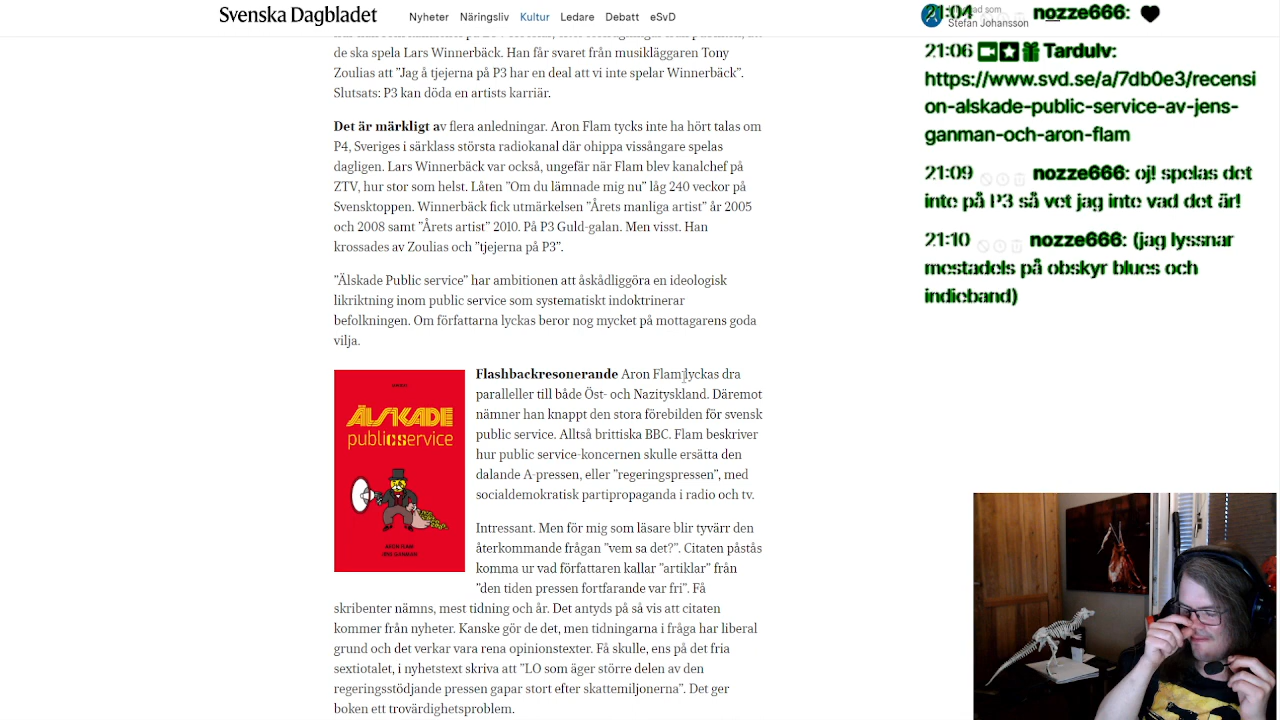 Svenska Dagbladet
Nyheter Näringsliv Kultur Ledare Debatt eSvD
Stefan Johansson
de ska spela Lars Winnerbäck. Han får svaret från musikläggaren Tony
Zoulias att ”Jag å tjejerna på P3 har en deal att vi inte spelar Winnerbäck”.
Slutsats: P3 kan döda en artists karriär.
Det är märkligt av flera anledningar. Aron Flam tycks inte ha hört talas om
P4, Sveriges i särklass största radiokanal där ohippa vissångare spelas
dagligen. Lars Winnerbäck var också, ungefär när Flam blev kanalchef på
ZTV, hur stor som helst. Låten ”Om du lämnade mig nu” låg 240 veckor på
Svensktoppen. Winnerbäck fick utmärkelsen ”Årets manliga artist” år 2005
och 2008 samt ”Årets artist” 2010. På P3 Guld-galan. Men visst. Han
krossades av Zoulias och ”tjejerna på P3”.
”Älskade Public service” har ambitionen att åskådliggöra en ideologisk
likriktning inom public service som systematiskt indoktrinerar
befolkningen. Om författarna lyckas beror nog mycket på mottagarens goda
vilja.
ÄLSKADE
publicservice
ARON FLAM
JENS GANMAN
Flashbackresonerande Aron Flam lyckas dra
paralleller till både Öst- och Nazityskland. Däremot
nämner han knappt den stora förebilden för svensk
public service. Alltså brittiska BBC. Flam beskriver
hur public service-koncernen skulle ersätta den
dalande A-pressen, eller ”regeringspressen”, med
socialdemokratisk partipropaganda i radio och tv.
Intressant. Men för mig som läsare blir tyvärr den
återkommande frågan ”vem sa det?”. Citaten påstås
komma ur vad författaren kallar ”artiklar” från
”den tiden pressen fortfarande var fri”. Få
skribenter nämns, mest tidning och år. Det antyds på så vis att citaten
kommer från nyheter. Kanske gör de det, men tidningarna i fråga har liberal
grund och det verkar vara rena opinionstexter. Få skulle, ens på det fria
sextiotalet, i nyhetstext skriva att ”LO som äger större delen av den
regeringsstödjande pressen gapar stort efter skattemiljonerna”. Det ger
boken ett trovärdighetsproblem.
21:04 nozze666:
21:06 Tardulv:
https://www.svd.se/a/7db0e3/recensi
on-alskade-public-service-av-jens-
ganman-och-aron-flam
21:09 nozze666: oj! spelas det
inte på P3 så vet jag inte vad det är!
21:10 nozze666: (jag lyssnar
mestadels på obskyr blues och
indieband)